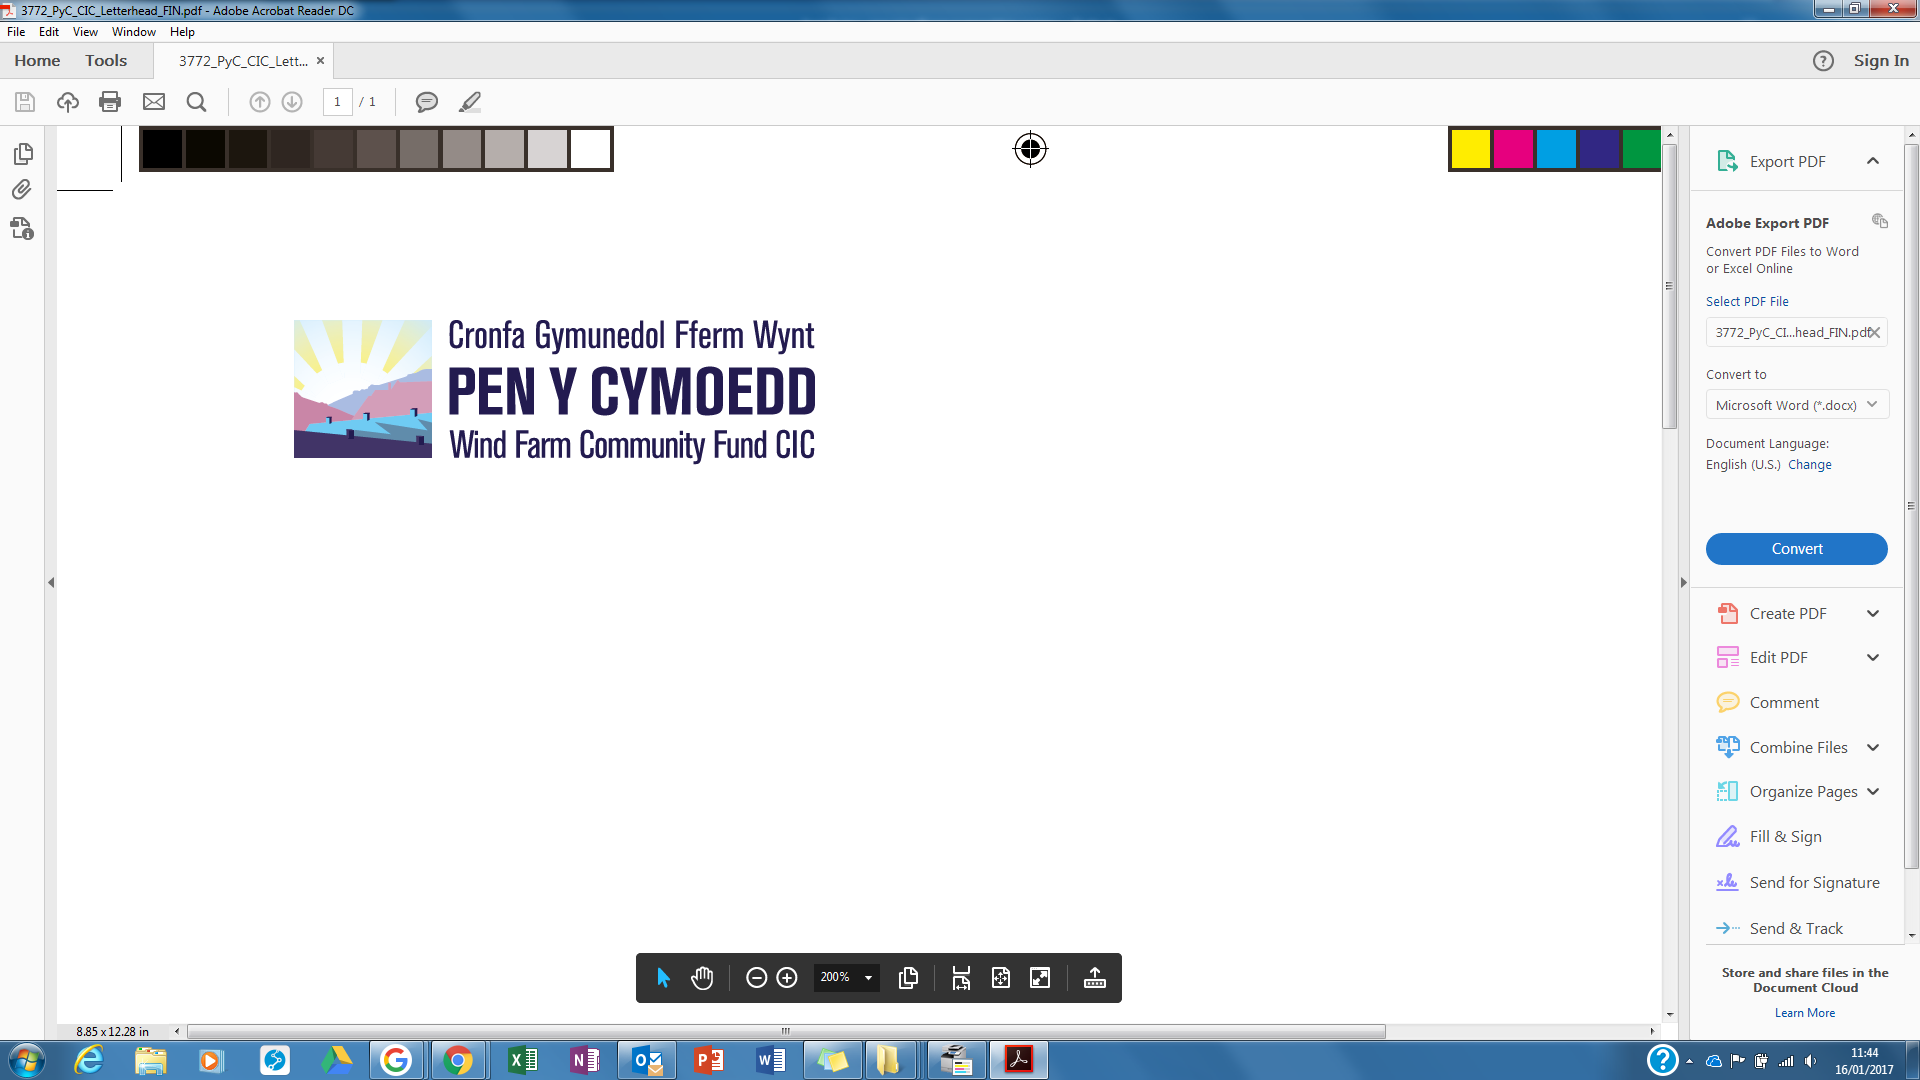 3772_PyC_CIC_Letterhead_FIN.pdf - Adobe Acrobat Reader DC
File Edit View Window Help
Home Tools 3772_PyC_CIC_Lett... × Sign In
1 / 1
Export PDF
Adobe Export PDF
Convert PDF Files to Word
or Excel Online
Select PDF File
3772_PyC_CI...head_FIN.pdf
Convert to
Microsoft Word (*.docx)
Document Language:
English (U.S.) Change
Convert
Create PDF
Edit PDF
Comment
Combine Files
Organize Pages
Fill & Sign
Send for Signature
Send & Track
Store and share files in the
Document Cloud
Learn More
Cronfa Gymunedol Fferm Wynt
PEN Y CYMOEDD
Wind Farm Community Fund CIC
200%
8.85 x 12.28 in
11:44
16/01/2017